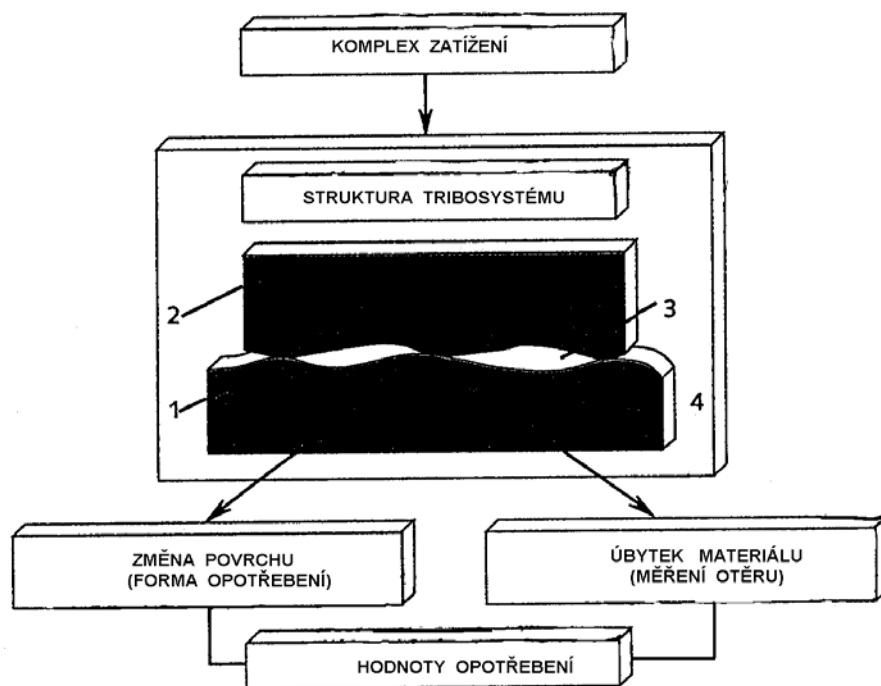 KOMPLEX ZATÍŽENÍ
STRUKTURA TRIBOSYSTÉMU
2
3
1
4
ZMĚNA POVRCHU
(FORMA OPOTŘEBENÍ)
ÚBYTEK MATERIÁLU
(MĚŘENÍ OTĚRU)
HODNOTY OPOTŘEBENÍ